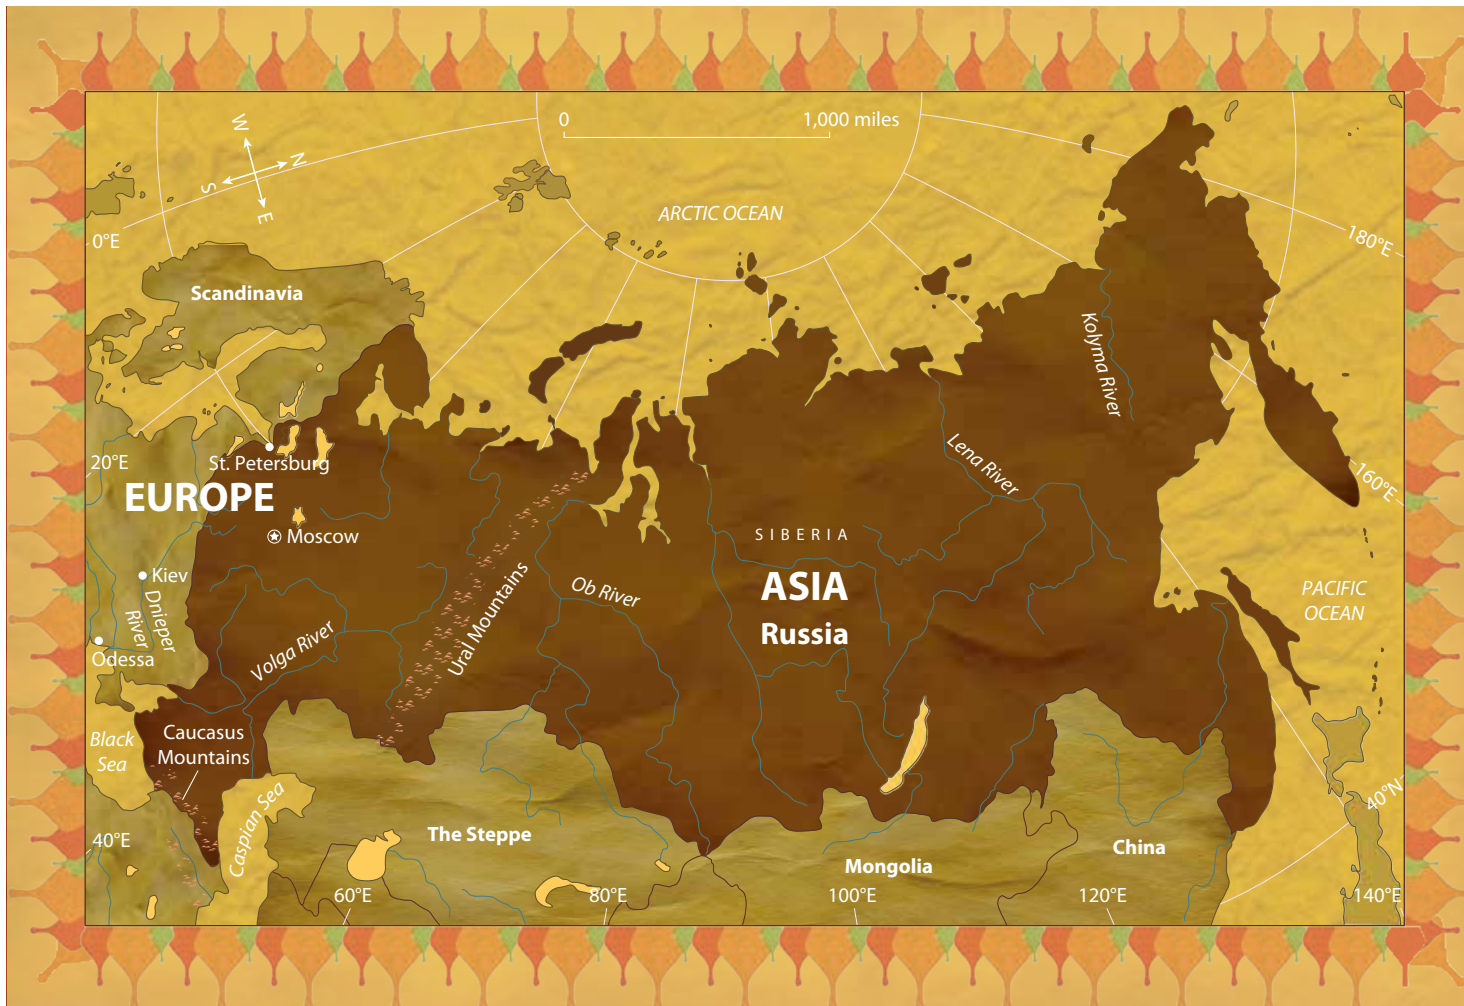 0 1,000 miles
W
N
S
E
ARCTIC OCEAN
0°E
180°E
Scandinavia
Kolyma River
20°E
St. Petersburg
EUROPE
Lena River
160°E
Moscow
SIBERIA
Kiev
Dnieper
River
Ob River
ASIA
Russia
PACIFIC
OCEAN
Odessa
Volga River
Ural Mountains
Black
Sea
Caucasus
Mountains
Caspian Sea
40°N
40°E
The Steppe
Mongolia
China
60°E
80°E
100°E
120°E
140°E